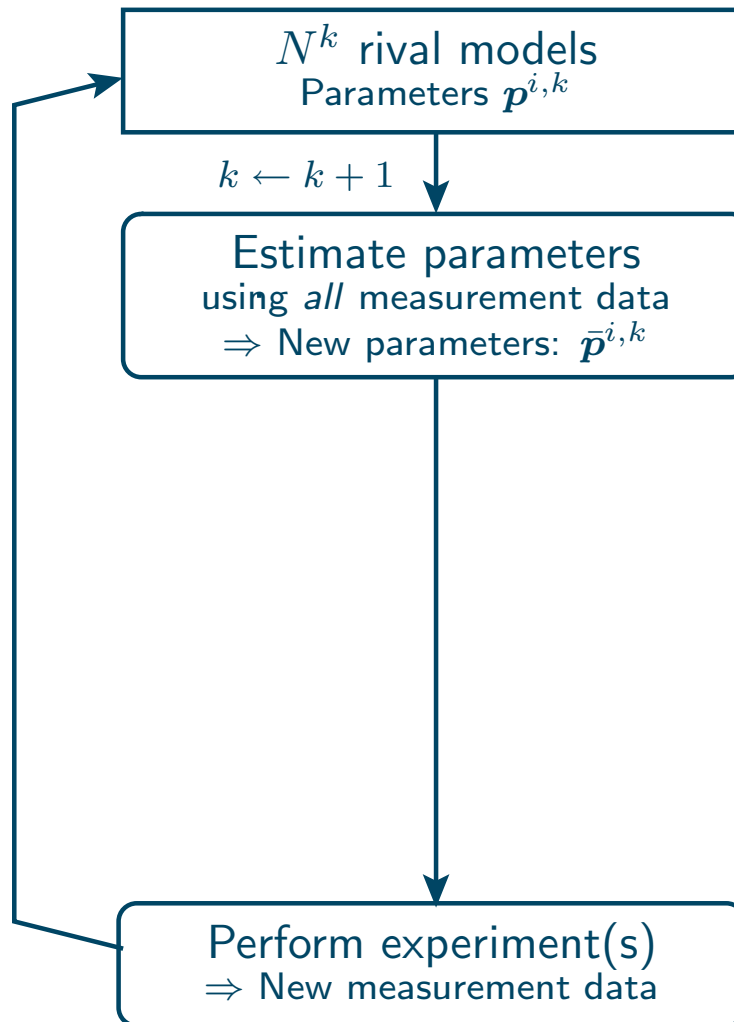 N^k rival models
Parameters p^{i,k}
k ← k + 1
Estimate parameters
using all measurement data
⇒ New parameters: p̄^{i,k}
Perform experiment(s)
⇒ New measurement data